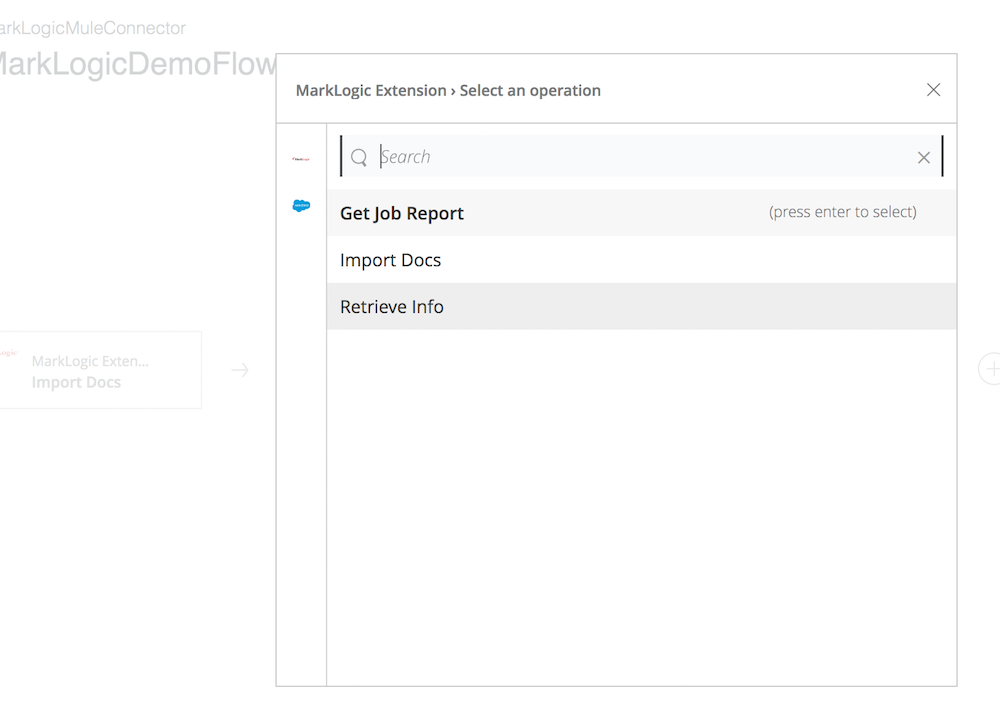 arkLogicMuleConnector
MarkLogicDemoFlow
MarkLogic Extension › Select an operation
Search
Get Job Report
(press enter to select)
Import Docs
Retrieve Info
MarkLogic Exten...
Import Docs